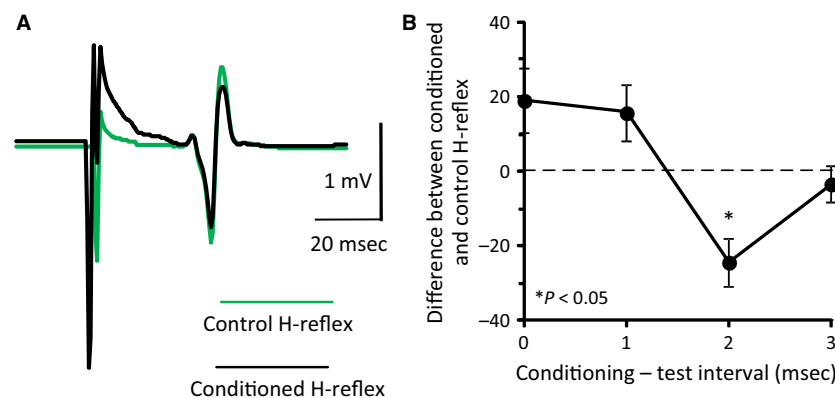 A
1 mV
20 msec
Control H-reflex
Conditioned H-reflex
B
Difference between conditioned
and control H-reflex
40
20
0
−20
−40
*
*P < 0.05
0 1 2 3
Conditioning – test interval (msec)